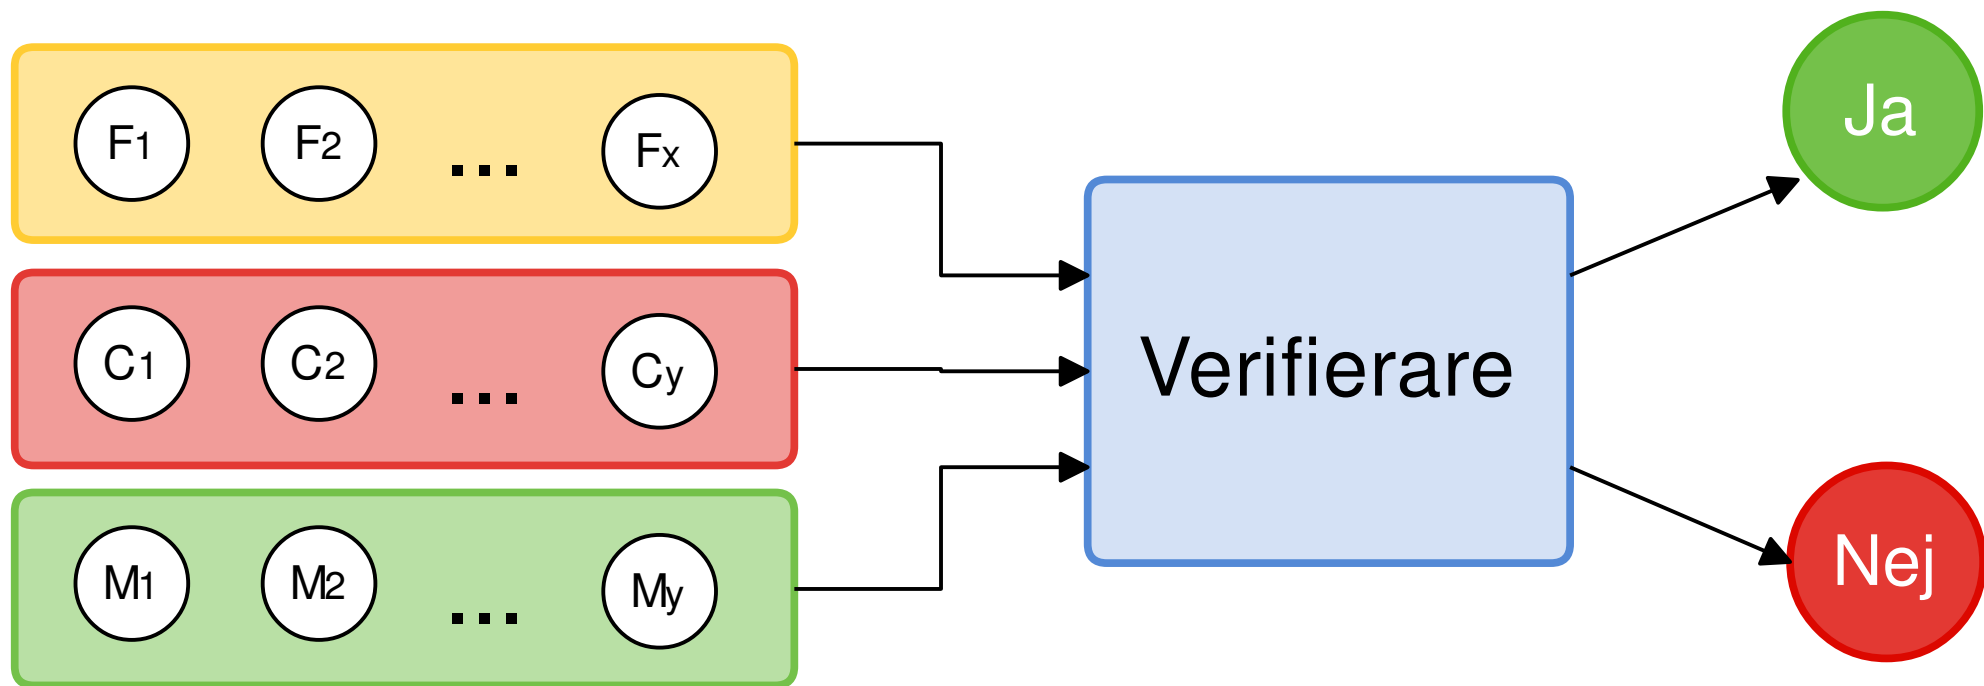 F1 F2 ... Fx
C1 C2 ... Cy
M1 M2 ... My
Verifierare
Ja
Nej